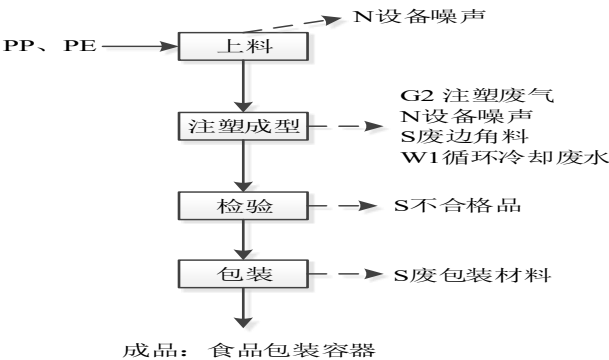 N设备噪声
PP、PE
上料
G2 注塑废气
注塑成型
N设备噪声
S废边角料
W1循环冷却废水
检验
S不合格品
包装
S废包装材料
成品：食品包装容器